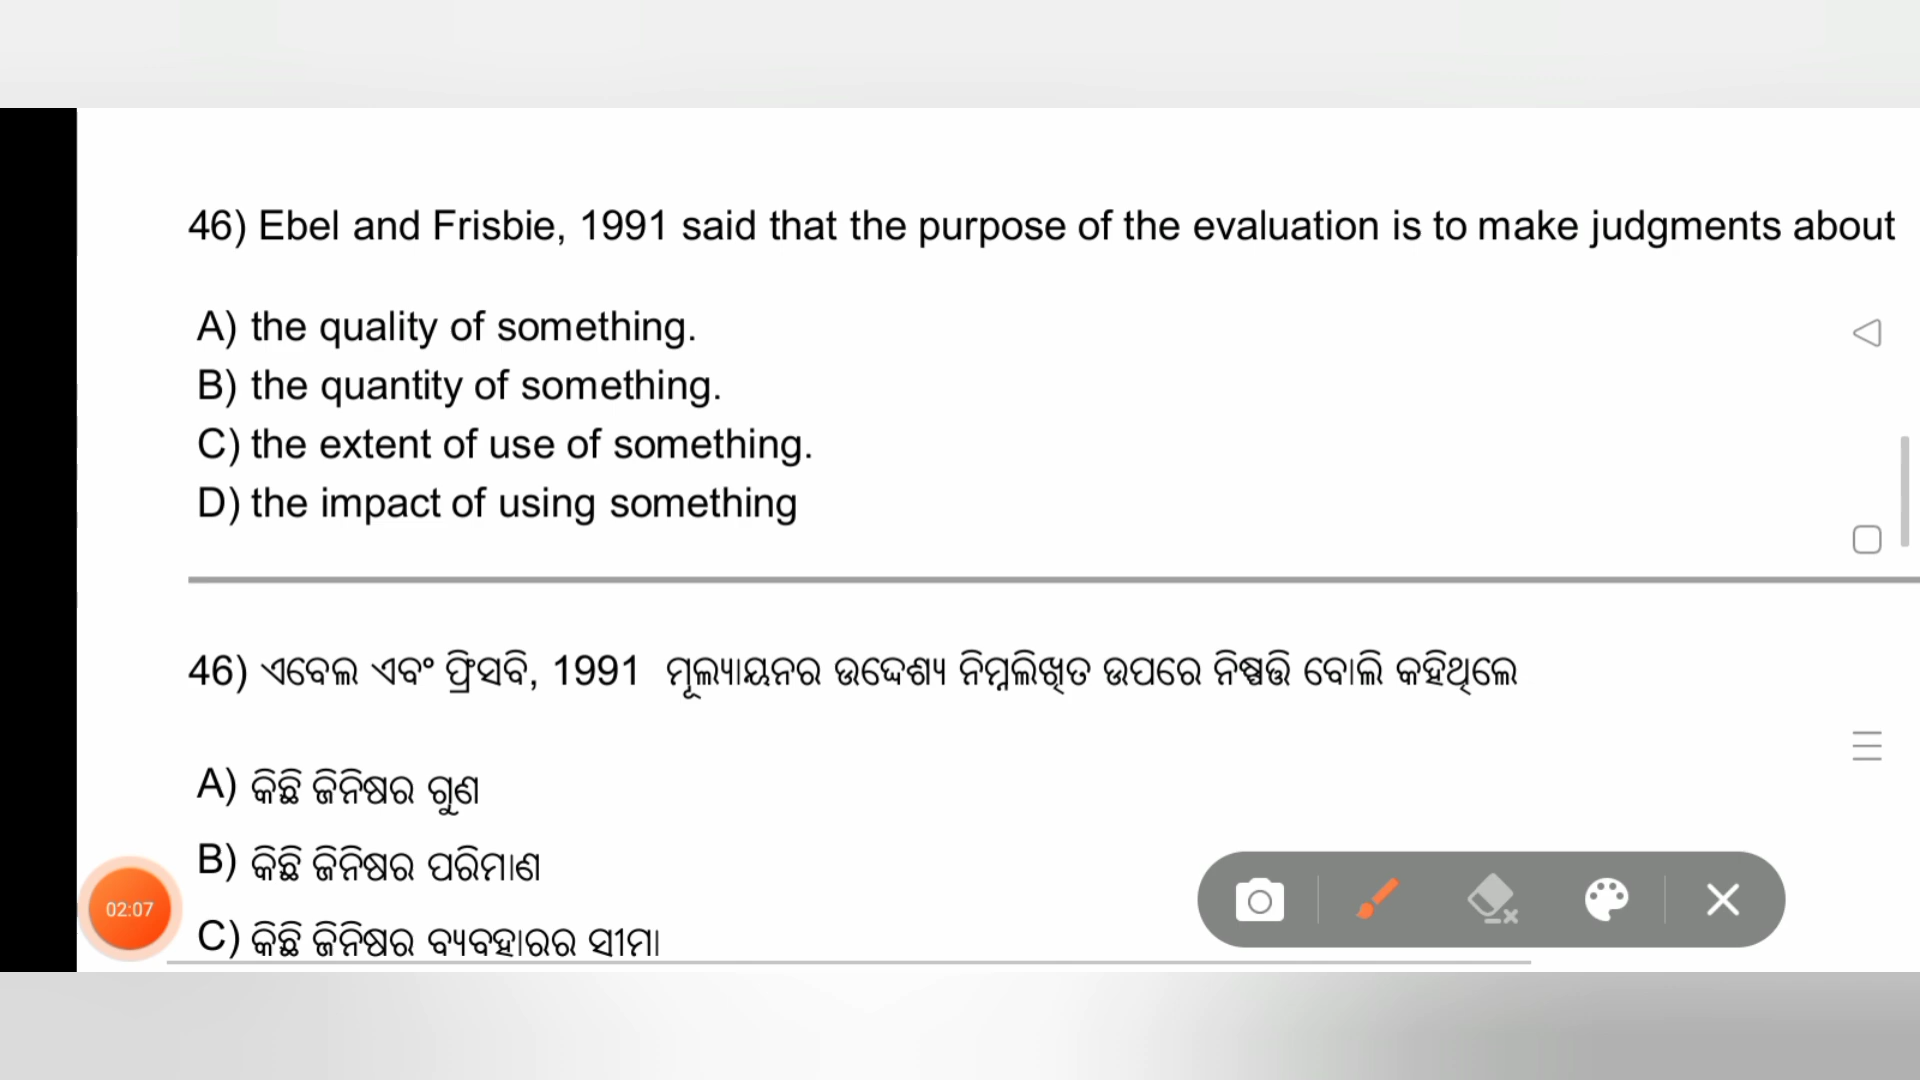 46) Ebel and Frisbie, 1991 said that the purpose of the evaluation is to make judgments about
A) the quality of something.
B) the quantity of something.
C) the extent of use of something.
D) the impact of using something
46) ଏବେଲ ଏବଂ ଫ୍ରିସବି, 1991 ମୂଲ୍ୟାୟନର ଉଦ୍ଦେଶ୍ୟ ନିମ୍ନଲିଖିତ ଉପରେ ନିଷ୍ପତ୍ତି ବୋଲି କହିଥିଲେ
A) କିଛି ଜିନିଷର ଗୁଣ
B) କିଛି ଜିନିଷର ପରିମାଣ
C) କିଛି ଜିନିଷର ବ୍ୟବହାରର ସୀମା
02:07